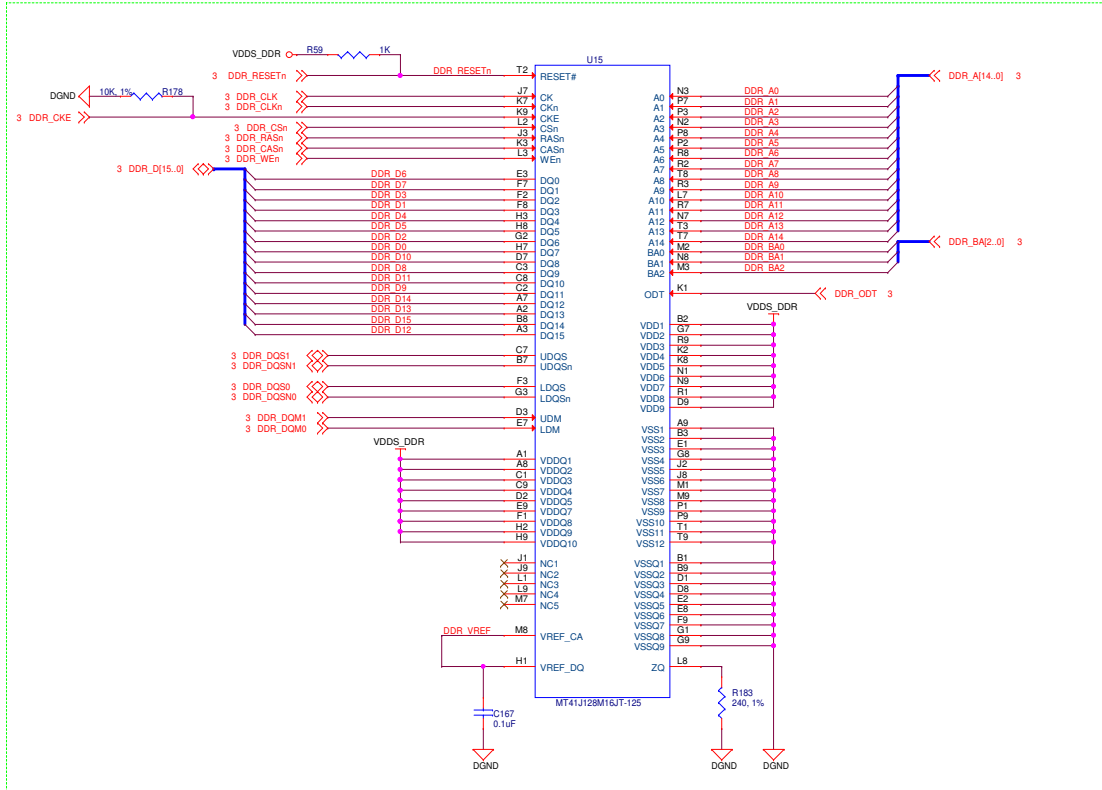 U15
VDDS_DDR R59 1K
3 DDR_RESETn DDR_RESETn T2 RESET#
DGND 10K, 1% R178
3 DDR_CLK J7 CK
3 DDR_CLKn K7 CKn
3 DDR_CKE K9 CKE
3 DDR_CSn L2 CSn
3 DDR_RASn J3 RASn
3 DDR_CASn K3 CASn
3 DDR_WEn L3 WEn
3 DDR_D[15..0]
DDR_D6 E3 DQ0
DDR_D7 F7 DQ1
DDR_D3 F2 DQ2
DDR_D1 F8 DQ3
DDR_D4 H3 DQ4
DDR_D5 H8 DQ5
DDR_D2 G2 DQ6
DDR_D0 H7 DQ7
DDR_D10 D7 DQ8
DDR_D8 C3 DQ9
DDR_D11 C8 DQ10
DDR_D9 C2 DQ11
DDR_D14 A7 DQ12
DDR_D13 A2 DQ13
DDR_D15 B8 DQ14
DDR_D12 A3 DQ15
3 DDR_DQS1 C7 UDQS
3 DDR_DQSN1 B7 UDQSn
3 DDR_DQS0 F3 LDQS
3 DDR_DQSN0 G3 LDQSn
3 DDR_DQM1 D3 UDM
3 DDR_DQM0 E7 LDM
VDDS_DDR
A1 VDDQ1
A8 VDDQ2
C1 VDDQ3
C9 VDDQ4
D2 VDDQ5
E9 VDDQ7
F1 VDDQ8
H2 VDDQ9
H9 VDDQ10
J1 NC1
J9 NC2
L1 NC3
L9 NC4
M7 NC5
DDR_VREF M8 VREF_CA
H1 VREF_DQ
C167
0.1uF
DGND
DDR_A[14..0] 3
A0 N3 DDR_A0
A1 P7 DDR_A1
A2 P3 DDR_A2
A3 N2 DDR_A3
A4 P8 DDR_A4
A5 P2 DDR_A5
A6 R8 DDR_A6
A7 R2 DDR_A7
A8 T8 DDR_A8
A9 R3 DDR_A9
A10 L7 DDR_A10
A11 R7 DDR_A11
A12 N7 DDR_A12
A13 T3 DDR_A13
A14 T7 DDR_A14
BA0 M2 DDR_BA0
BA1 N8 DDR_BA1
BA2 M3 DDR_BA2
DDR_BA[2..0] 3
ODT K1 DDR_ODT 3
VDDS_DDR
VDD1 B2
VDD2 G7
VDD3 R9
VDD4 K2
VDD5 K8
VDD6 N1
VDD7 N9
VDD8 R1
VDD9 D9
VSS1 A9
VSS2 B3
VSS3 E1
VSS4 G8
VSS5 J2
VSS6 J8
VSS7 M1
VSS8 M9
VSS9 P1
VSS10 P9
VSS11 T1
VSS12 T9
VSSQ1 B1
VSSQ2 B9
VSSQ3 D1
VSSQ4 D8
VSSQ5 E2
VSSQ6 E8
VSSQ7 F9
VSSQ8 G1
VSSQ9 G9
ZQ L8
R183
240, 1%
MT41J128M16JT-125
DGND
DGND